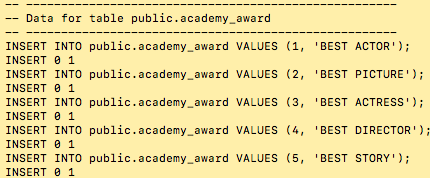 -- -----------------------------------------------
-- Data for table public.academy_award
-- -----------------------------------------------
INSERT INTO public.academy_award VALUES (1, 'BEST ACTOR');
INSERT 0 1
INSERT INTO public.academy_award VALUES (2, 'BEST PICTURE');
INSERT 0 1
INSERT INTO public.academy_award VALUES (3, 'BEST ACTRESS');
INSERT 0 1
INSERT INTO public.academy_award VALUES (4, 'BEST DIRECTOR');
INSERT 0 1
INSERT INTO public.academy_award VALUES (5, 'BEST STORY');
INSERT 0 1